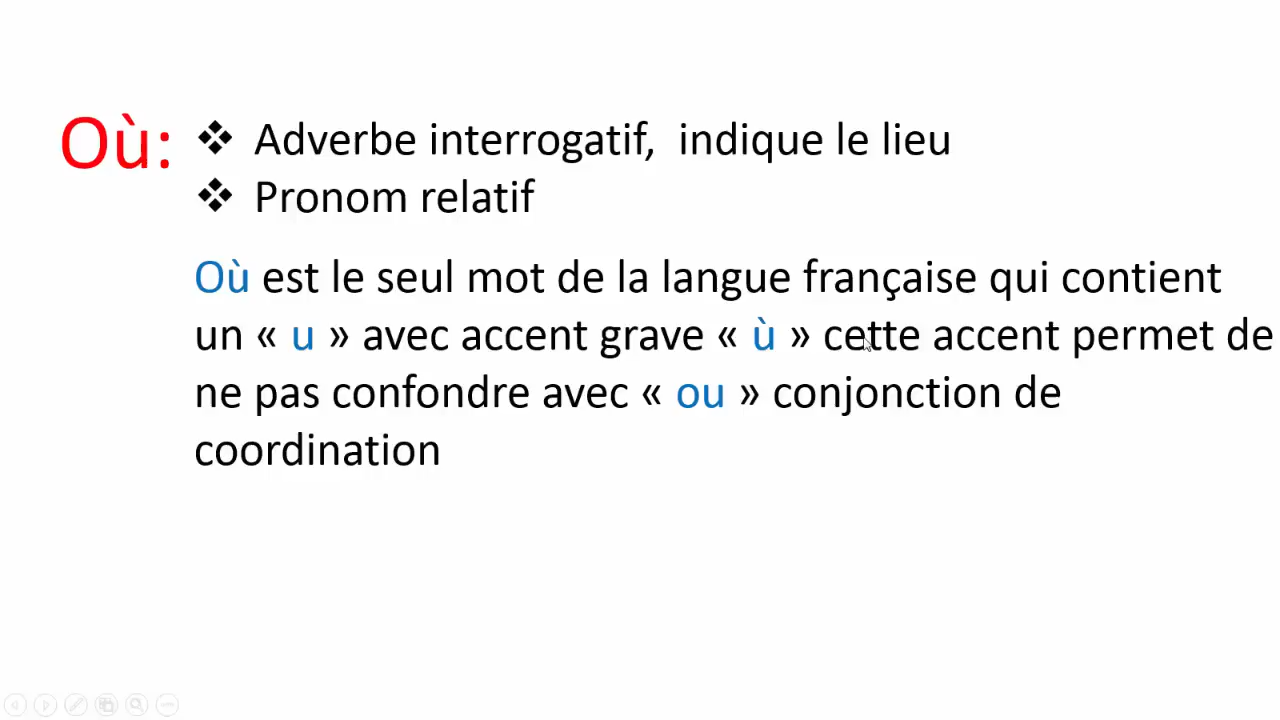 Où: ❖ Adverbe interrogatif, indique le lieu
❖ Pronom relatif
Où est le seul mot de la langue française qui contient
un « u » avec accent grave « ù » cette accent permet de
ne pas confondre avec « ou » conjonction de
coordination